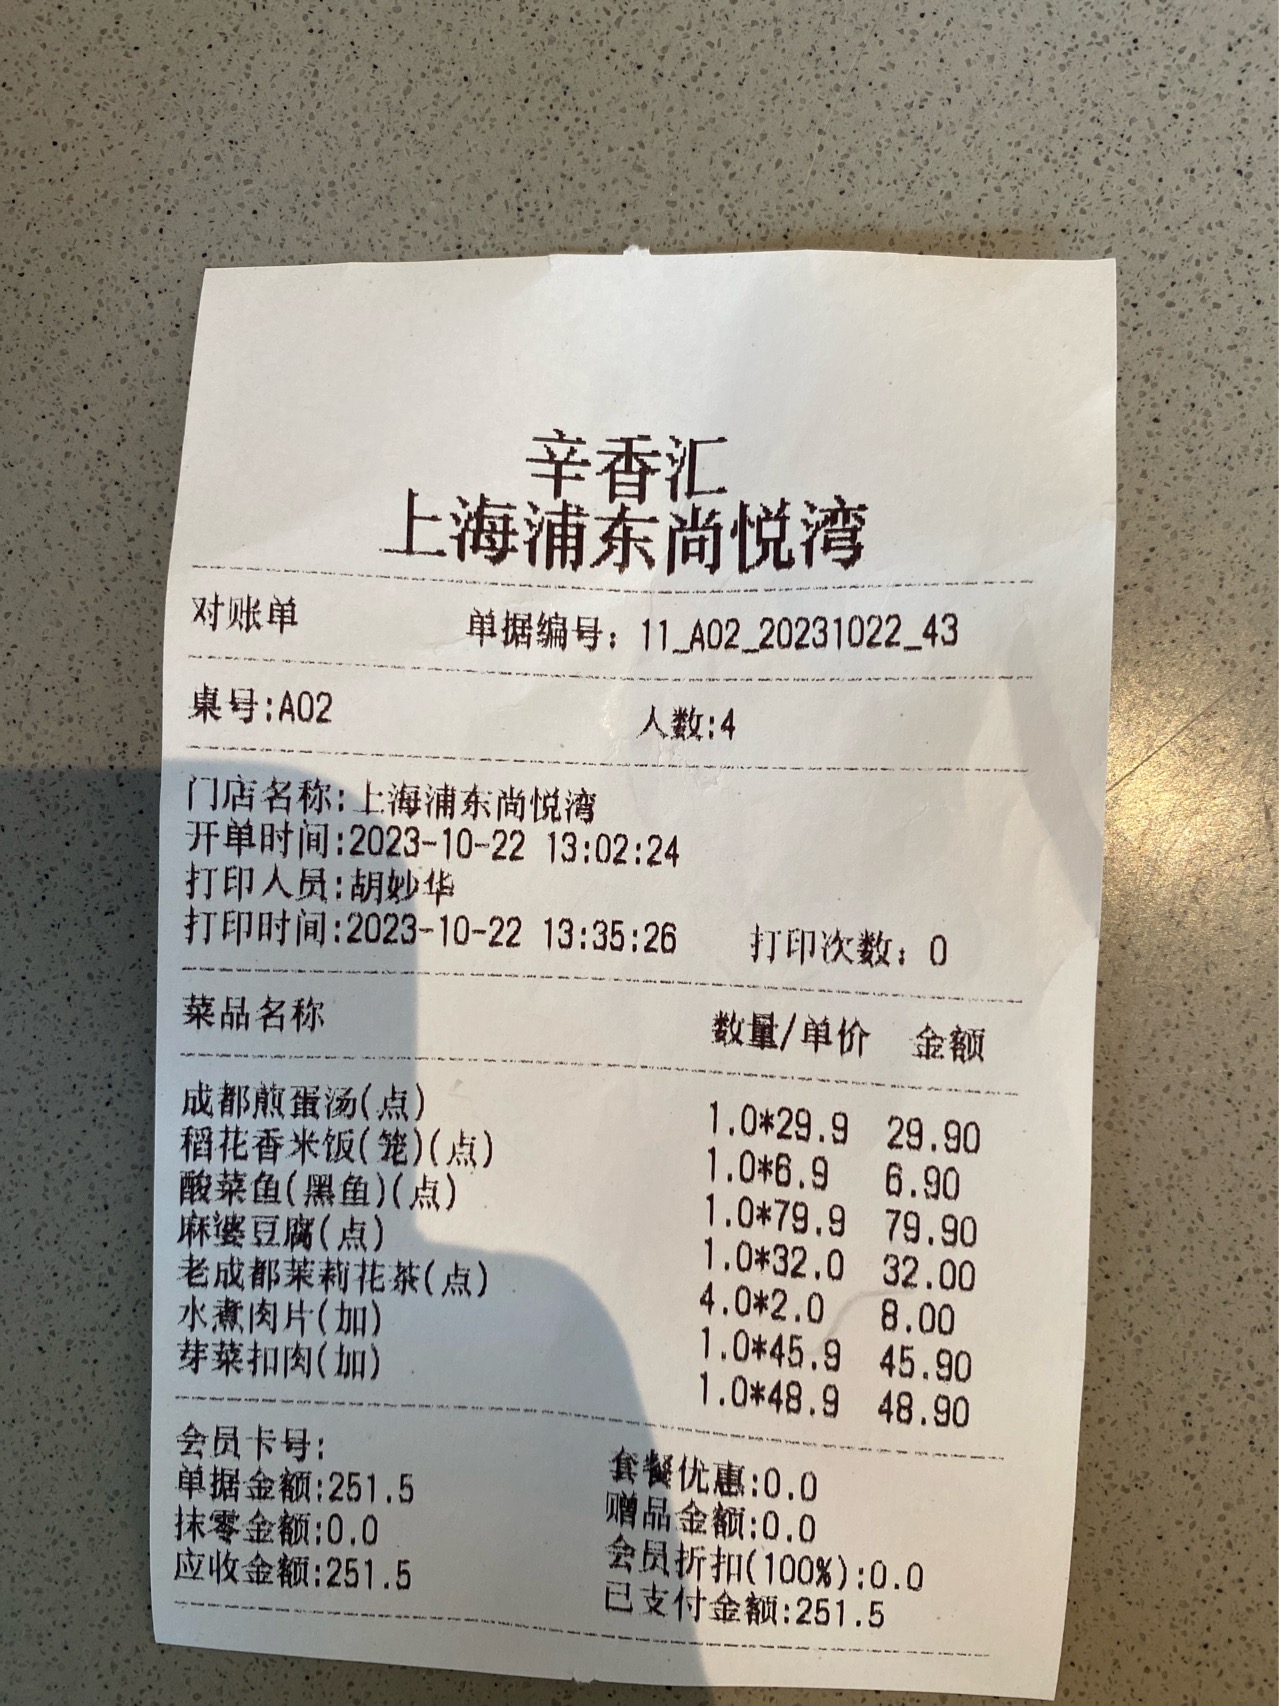 辛香汇
上海浦东尚悦湾
对账单 单据编号：11_A02_20231022_43
桌号:A02 人数:4
门店名称:上海浦东尚悦湾
开单时间:2023-10-22 13:02:24
打印人员:胡妙华
打印时间:2023-10-22 13:35:26 打印次数：0
菜品名称 数量/单价 金额
成都煎蛋汤(点) 1.0*29.9 29.90
稻花香米饭(笼)(点) 1.0*6.9 6.90
酸菜鱼(黑鱼)(点) 1.0*79.9 79.90
麻婆豆腐(点) 1.0*32.0 32.00
老成都茉莉花茶(点) 4.0*2.0 8.00
水煮肉片(加) 1.0*45.9 45.90
芽菜扣肉(加) 1.0*48.9 48.90
会员卡号: 套餐优惠:0.0
单据金额:251.5 赠品金额:0.0
抹零金额:0.0 会员折扣(100%):0.0
应收金额:251.5 已支付金额:251.5